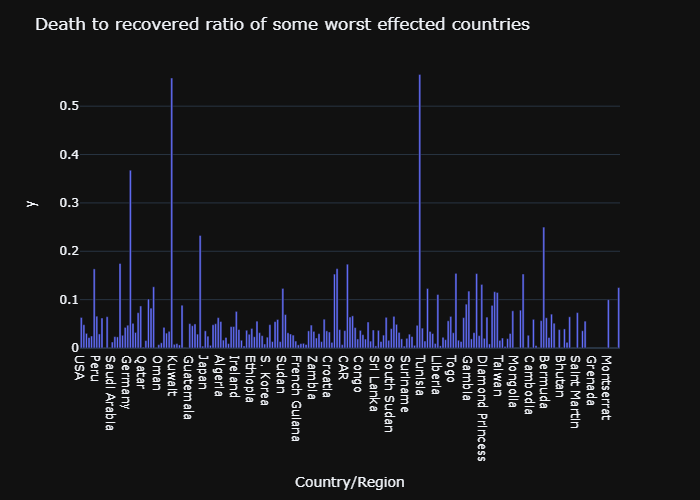 Death to recovered ratio of some worst effected countries
0.5
0.4
0.3
0.2
0.1
0
y
USA
Peru
Saudi Arabia
Germany
Qatar
Oman
Kuwait
Guatemala
Japan
Algeria
Ireland
Ethiopia
S. Korea
Sudan
French Guiana
Zambia
Croatia
CAR
Congo
Sri Lanka
South Sudan
Suriname
Tunisia
Liberia
Togo
Gambia
Diamond Princess
Taiwan
Mongolia
Cambodia
Bermuda
Bhutan
Saint Martin
Grenada
Montserrat
Country/Region